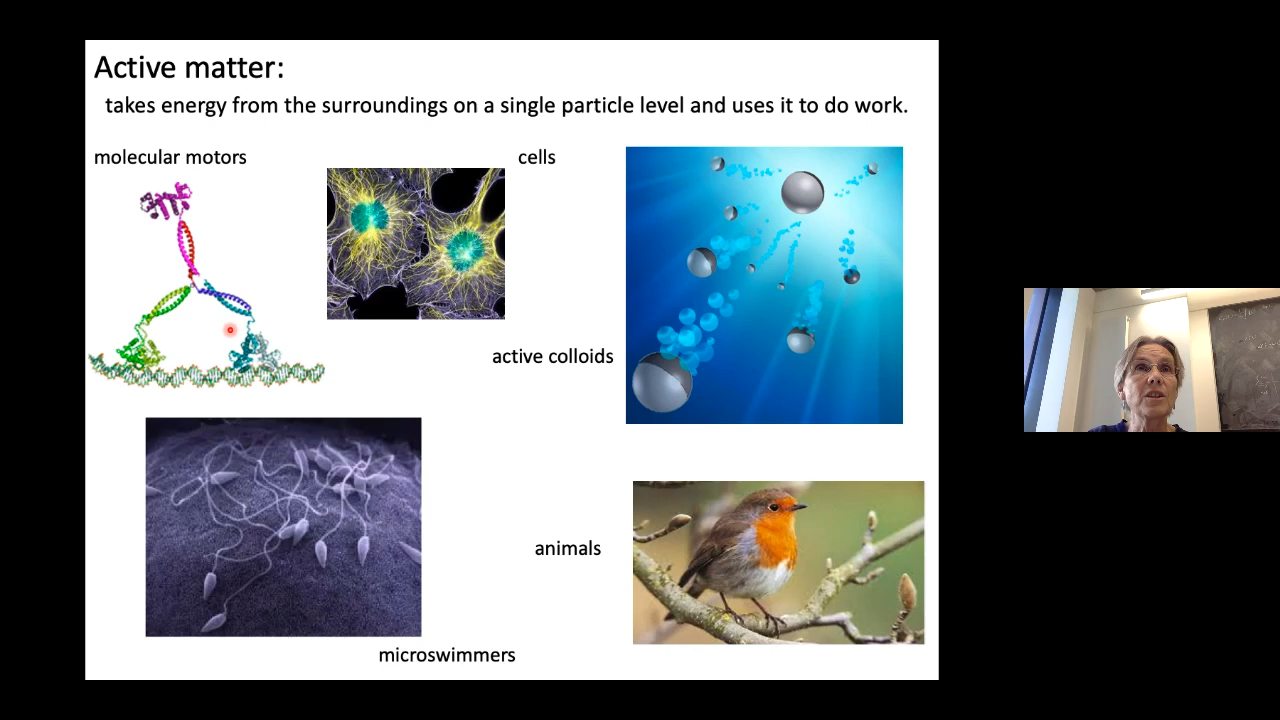 Active matter:
takes energy from the surroundings on a single particle level and uses it to do work.
molecular motors
cells
active colloids
animals
microswimmers